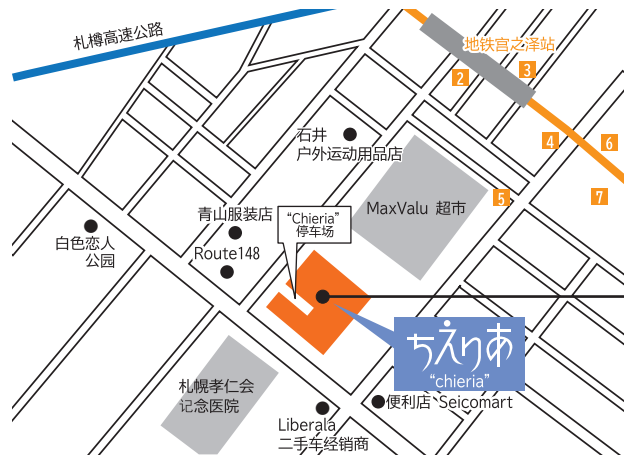 札樽高速公路
地铁宫之泽站
2
3
4
6
7
5
石井
户外运动用品店
MaxValu 超市
青山服装店
"Chieria"
停车场
Route148
白色恋人
公园
ちえりあ
"chieria"
札幌孝仁会
记念医院
便利店 Seicomart
Liberala
二手车经销商